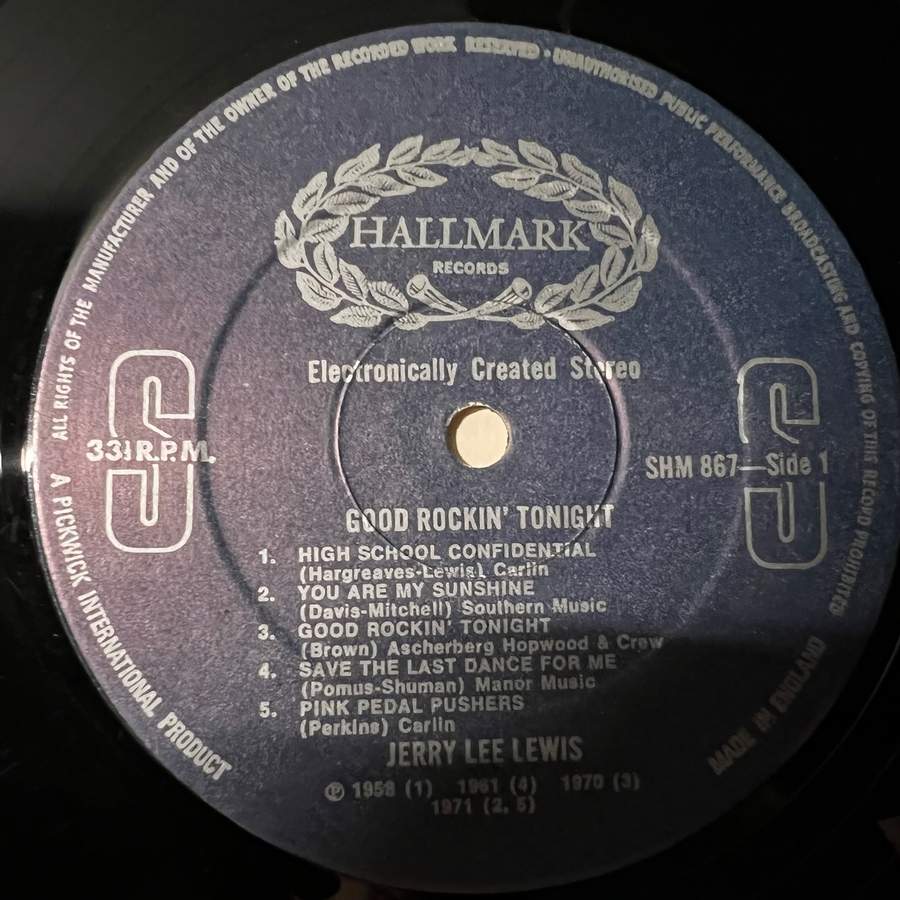 ALL RIGHTS OF THE MANUFACTURER AND OF THE OWNER OF THE RECORDED WORK RESERVED · UNAUTHORISED PUBLIC PERFORMANCE BROADCASTING AND COPYING OF THIS RECORD PROHIBITED
HALLMARK
RECORDS
Electronically Created Stereo
33⅓ R.P.M.
SHM 867—Side 1
GOOD ROCKIN' TONIGHT
1. HIGH SCHOOL CONFIDENTIAL
(Hargreaves-Lewis) Carlin
2. YOU ARE MY SUNSHINE
(Davis-Mitchell) Southern Music
3. GOOD ROCKIN' TONIGHT
(Brown) Ascherberg Hopwood & Crew
4. SAVE THE LAST DANCE FOR ME
(Pomus-Shuman) Manor Music
5. PINK PEDAL PUSHERS
(Perkins) Carlin
JERRY LEE LEWIS
℗ 1958 (1) 1961 (4) 1970 (3)
1971 (2, 5)
A PICKWICK INTERNATIONAL PRODUCT
MADE IN ENGLAND